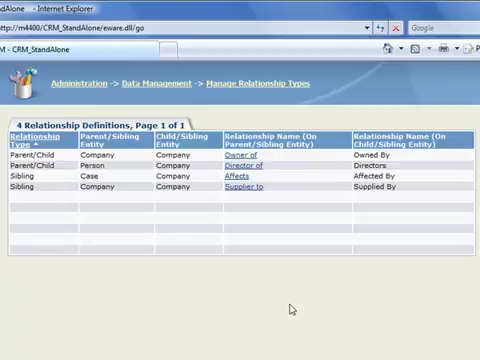 dAlone - Internet Explorer
ttp://m4400/CRM_StandAlone/eware.dll/go
Google
M - CRM_StandAlone
Administration -> Data Management -> Manage Relationship Types
4 Relationship Definitions, Page 1 of 1
Relationship Type Parent/Sibling Entity Child/Sibling Entity Relationship Name (On Parent/Sibling Entity) Relationship Name (On Child/Sibling Entity)
Parent/Child Company Company Owner of Owned By
Parent/Child Person Company Director of Directors
Sibling Case Company Affects Affected By
Sibling Company Company Supplier to Supplied By